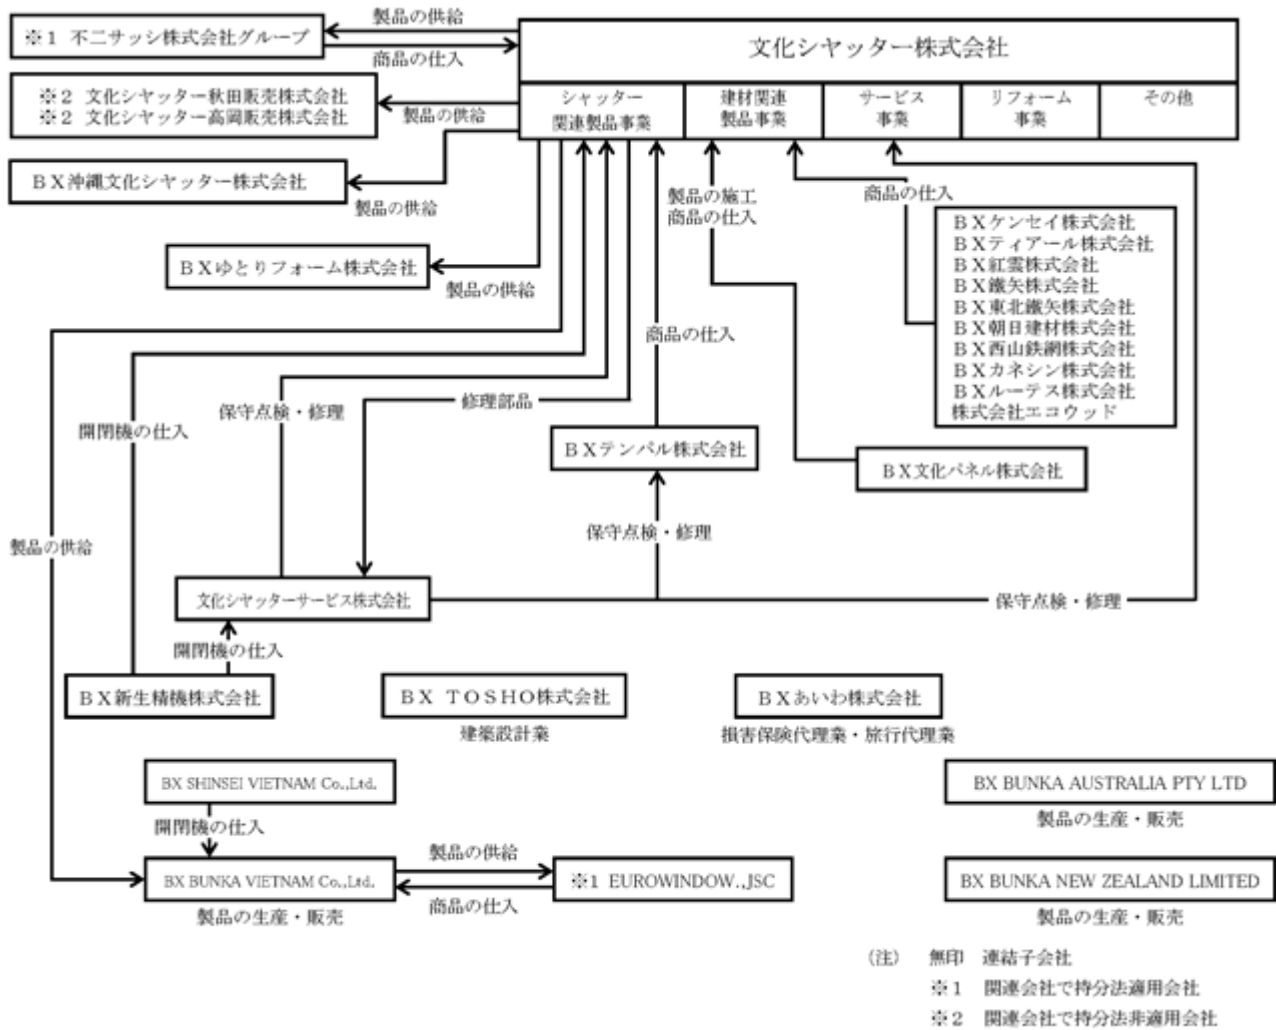 製品の供給
※1 不二サッシ株式会社グループ
商品の仕入
文化シヤッター株式会社
シャッター
関連製品事業
建材関連
製品事業
サービス
事業
リフォーム
事業
その他
※2 文化シヤッター秋田販売株式会社
※2 文化シヤッター高岡販売株式会社
製品の供給
BX沖縄文化シヤッター株式会社
製品の供給
製品の施工
商品の仕入
商品の仕入
BXケンセイ株式会社
BXティアール株式会社
BX紅雲株式会社
BX鐵矢株式会社
BX東北鐵矢株式会社
BX朝日建材株式会社
BX西山鉄網株式会社
BXカネシン株式会社
BXルーテス株式会社
株式会社エコウッド
BXゆとりフォーム株式会社
製品の供給
商品の仕入
保守点検・修理
修理部品
開閉機の仕入
BXテンパル株式会社
BX文化パネル株式会社
保守点検・修理
製品の供給
文化シヤッターサービス株式会社
保守点検・修理
開閉機の仕入
BX新生精機株式会社
BX TOSHO株式会社
建築設計業
BXあいわ株式会社
損害保険代理業・旅行代理業
BX SHINSEI VIETNAM Co.,Ltd.
開閉機の仕入
BX BUNKA AUSTRALIA PTY LTD
製品の生産・販売
BX BUNKA VIETNAM Co.,Ltd.
製品の生産・販売
製品の供給
商品の仕入
※1 EUROWINDOW.,JSC
BX BUNKA NEW ZEALAND LIMITED
製品の生産・販売
(注) 無印 連結子会社
※1 関連会社で持分法適用会社
※2 関連会社で持分法非適用会社